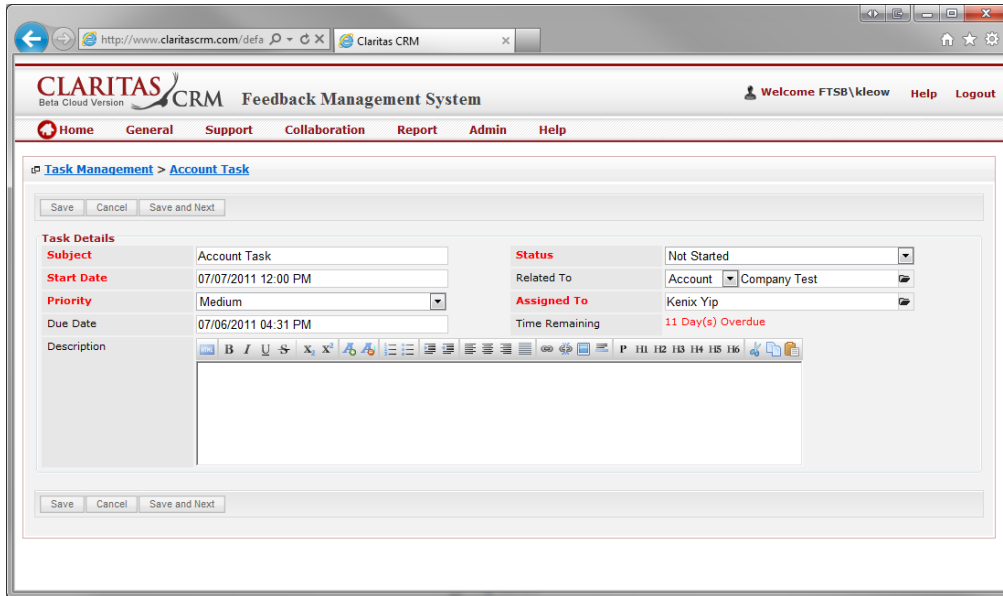 http://www.claritascrm.com/defa
Claritas CRM
CLARITAS CRM
Beta Cloud Version
Feedback Management System
Welcome FTSB\kleow Help Logout
Home General Support Collaboration Report Admin Help
Task Management > Account Task
Save Cancel Save and Next
Task Details
Subject Account Task Status Not Started
Start Date 07/07/2011 12:00 PM Related To Account Company Test
Priority Medium Assigned To Kenix Yip
Due Date 07/06/2011 04:31 PM Time Remaining 11 Day(s) Overdue
Description B I U S X₂ X² P H1 H2 H3 H4 H5 H6
Save Cancel Save and Next